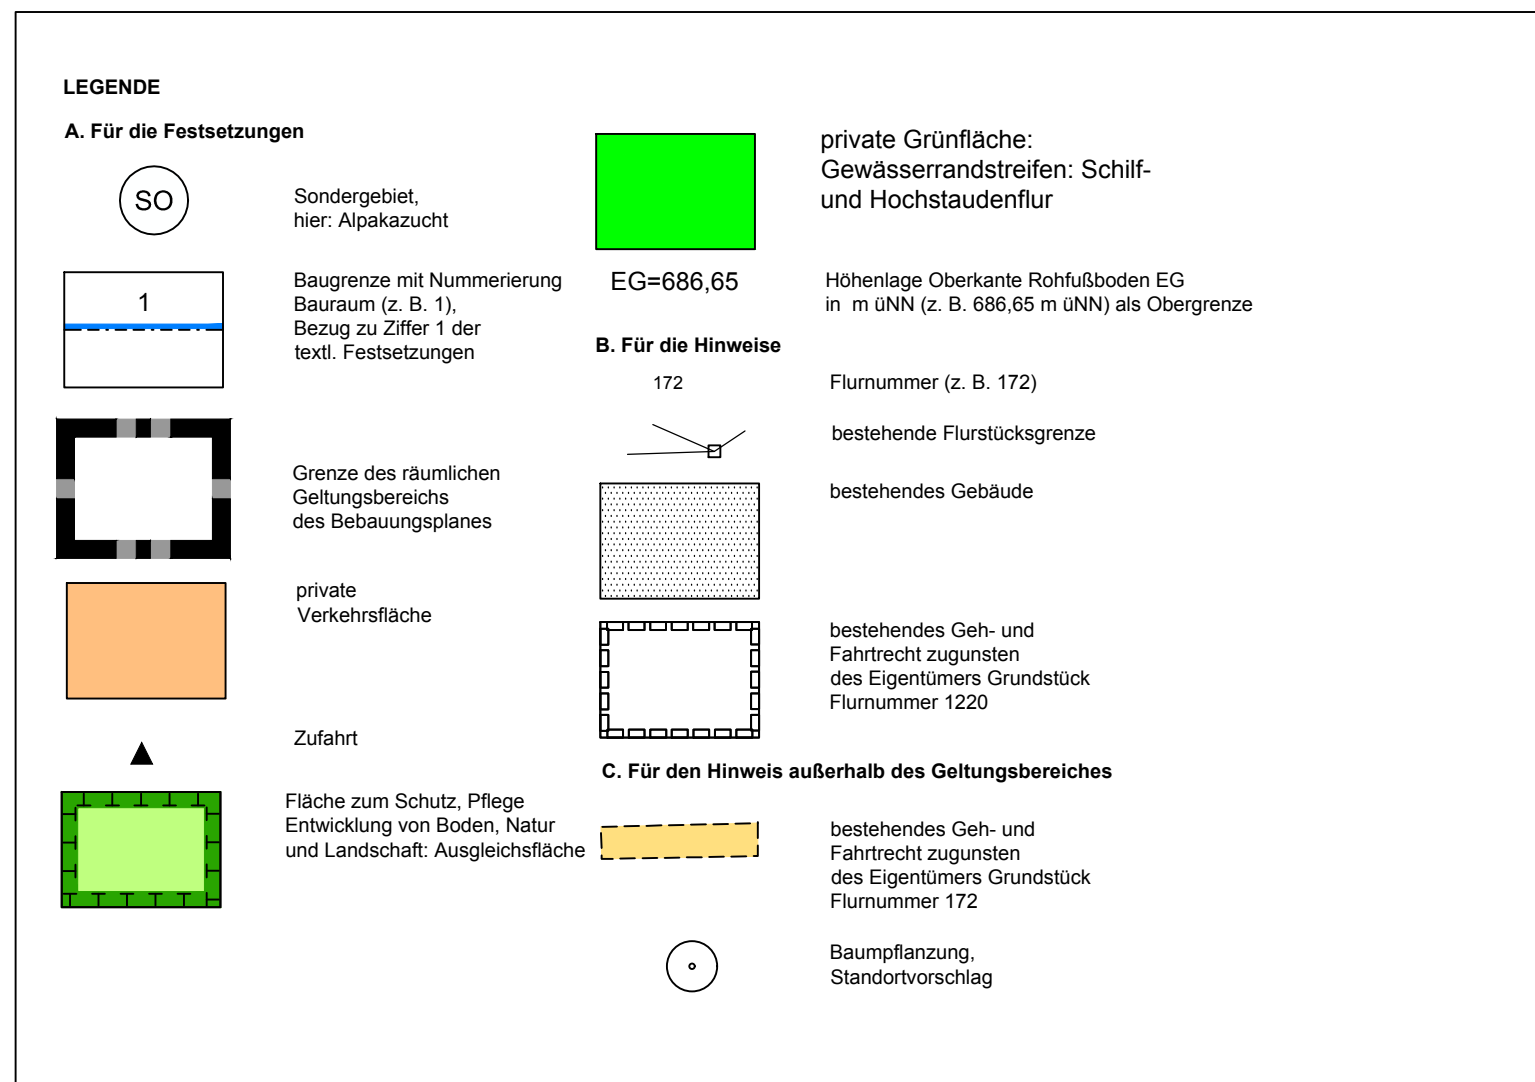 LEGENDE
A. Für die Festsetzungen
SO
Sondergebiet,
hier: Alpakazucht
1
Baugrenze mit Nummerierung
Bauraum (z. B. 1),
Bezug zu Ziffer 1 der
textl. Festsetzungen
Grenze des räumlichen
Geltungsbereichs
des Bebauungsplanes
private
Verkehrsfläche
Zufahrt
Fläche zum Schutz, Pflege
Entwicklung von Boden, Natur
und Landschaft: Ausgleichsfläche
private Grünfläche:
Gewässerrandstreifen: Schilf-
und Hochstaudenflur
EG=686,65
Höhenlage Oberkante Rohfußboden EG
in m üNN (z. B. 686,65 m üNN) als Obergrenze
B. Für die Hinweise
172
Flurnummer (z. B. 172)
bestehende Flurstücksgrenze
bestehendes Gebäude
bestehendes Geh- und
Fahrtrecht zugunsten
des Eigentümers Grundstück
Flurnummer 1220
C. Für den Hinweis außerhalb des Geltungsbereiches
bestehendes Geh- und
Fahrtrecht zugunsten
des Eigentümers Grundstück
Flurnummer 172
Baumpflanzung,
Standortvorschlag